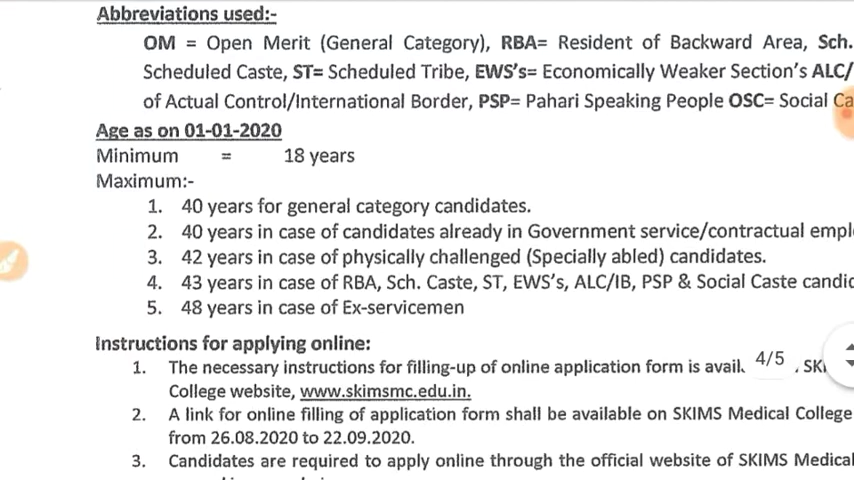 Abbreviations used:-
OM = Open Merit (General Category), RBA= Resident of Backward Area, Sch.
Scheduled Caste, ST= Scheduled Tribe, EWS's= Economically Weaker Section's ALC/
of Actual Control/International Border, PSP= Pahari Speaking People OSC= Social Ca
Age as on 01-01-2020
Minimum = 18 years
Maximum:-
1. 40 years for general category candidates.
2. 40 years in case of candidates already in Government service/contractual empl
3. 42 years in case of physically challenged (Specially abled) candidates.
4. 43 years in case of RBA, Sch. Caste, ST, EWS's, ALC/IB, PSP & Social Caste candid
5. 48 years in case of Ex-servicemen
Instructions for applying online:
1. The necessary instructions for filling-up of online application form is avail. 4/5 , SKI
College website, www.skimsmc.edu.in.
2. A link for online filling of application form shall be available on SKIMS Medical College
from 26.08.2020 to 22.09.2020.
3. Candidates are required to apply online through the official website of SKIMS Medical